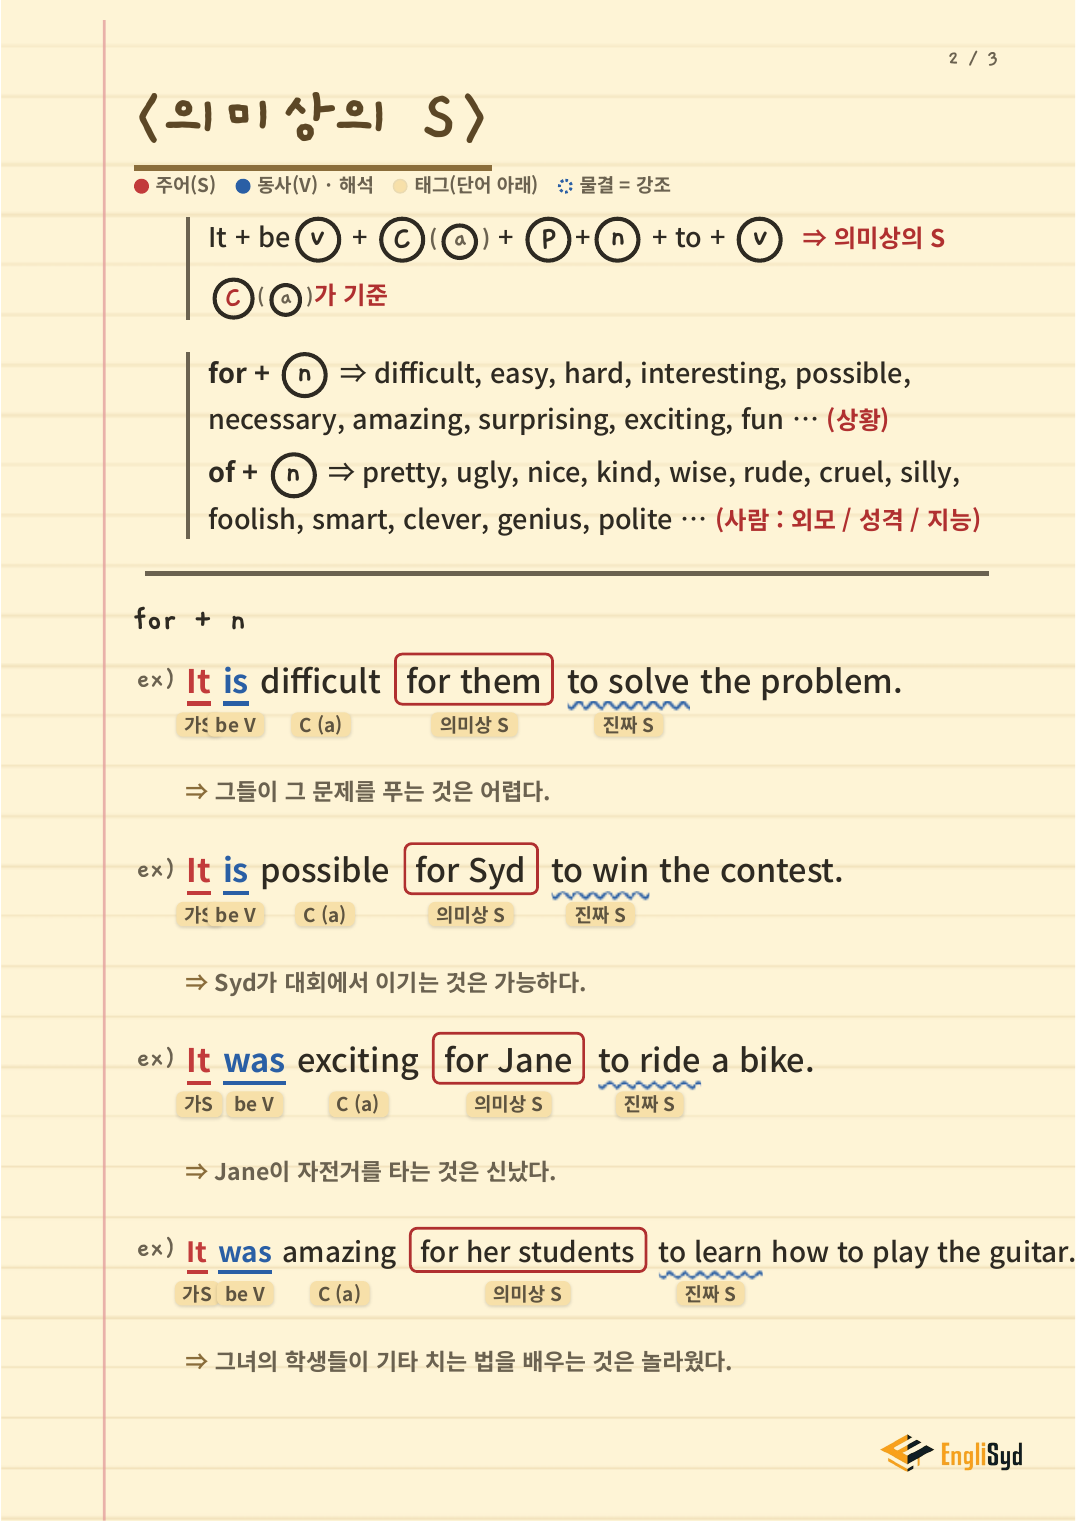 2 / 3
<의미상의 S>
주어(S) 동사(V) · 해석 태그(단어 아래) 물결 = 강조
It + be v + C ( a ) + P + n + to + v ⇒ 의미상의 S
C ( a )가 기준
for + n ⇒ difficult, easy, hard, interesting, possible,
necessary, amazing, surprising, exciting, fun ··· (상황)
of + n ⇒ pretty, ugly, nice, kind, wise, rude, cruel, silly,
foolish, smart, clever, genius, polite ··· (사람 : 외모 / 성격 / 지능)
for + n
ex) It is difficult for them to solve the problem.
가S be V C (a) 의미상 S 진짜 S
⇒ 그들이 그 문제를 푸는 것은 어렵다.
ex) It is possible for Syd to win the contest.
가S be V C (a) 의미상 S 진짜 S
⇒ Syd가 대회에서 이기는 것은 가능하다.
ex) It was exciting for Jane to ride a bike.
가S be V C (a) 의미상 S 진짜 S
⇒ Jane이 자전거를 타는 것은 신났다.
ex) It was amazing for her students to learn how to play the guitar.
가S be V C (a) 의미상 S 진짜 S
⇒ 그녀의 학생들이 기타 치는 법을 배우는 것은 놀라웠다.
EngliSyd